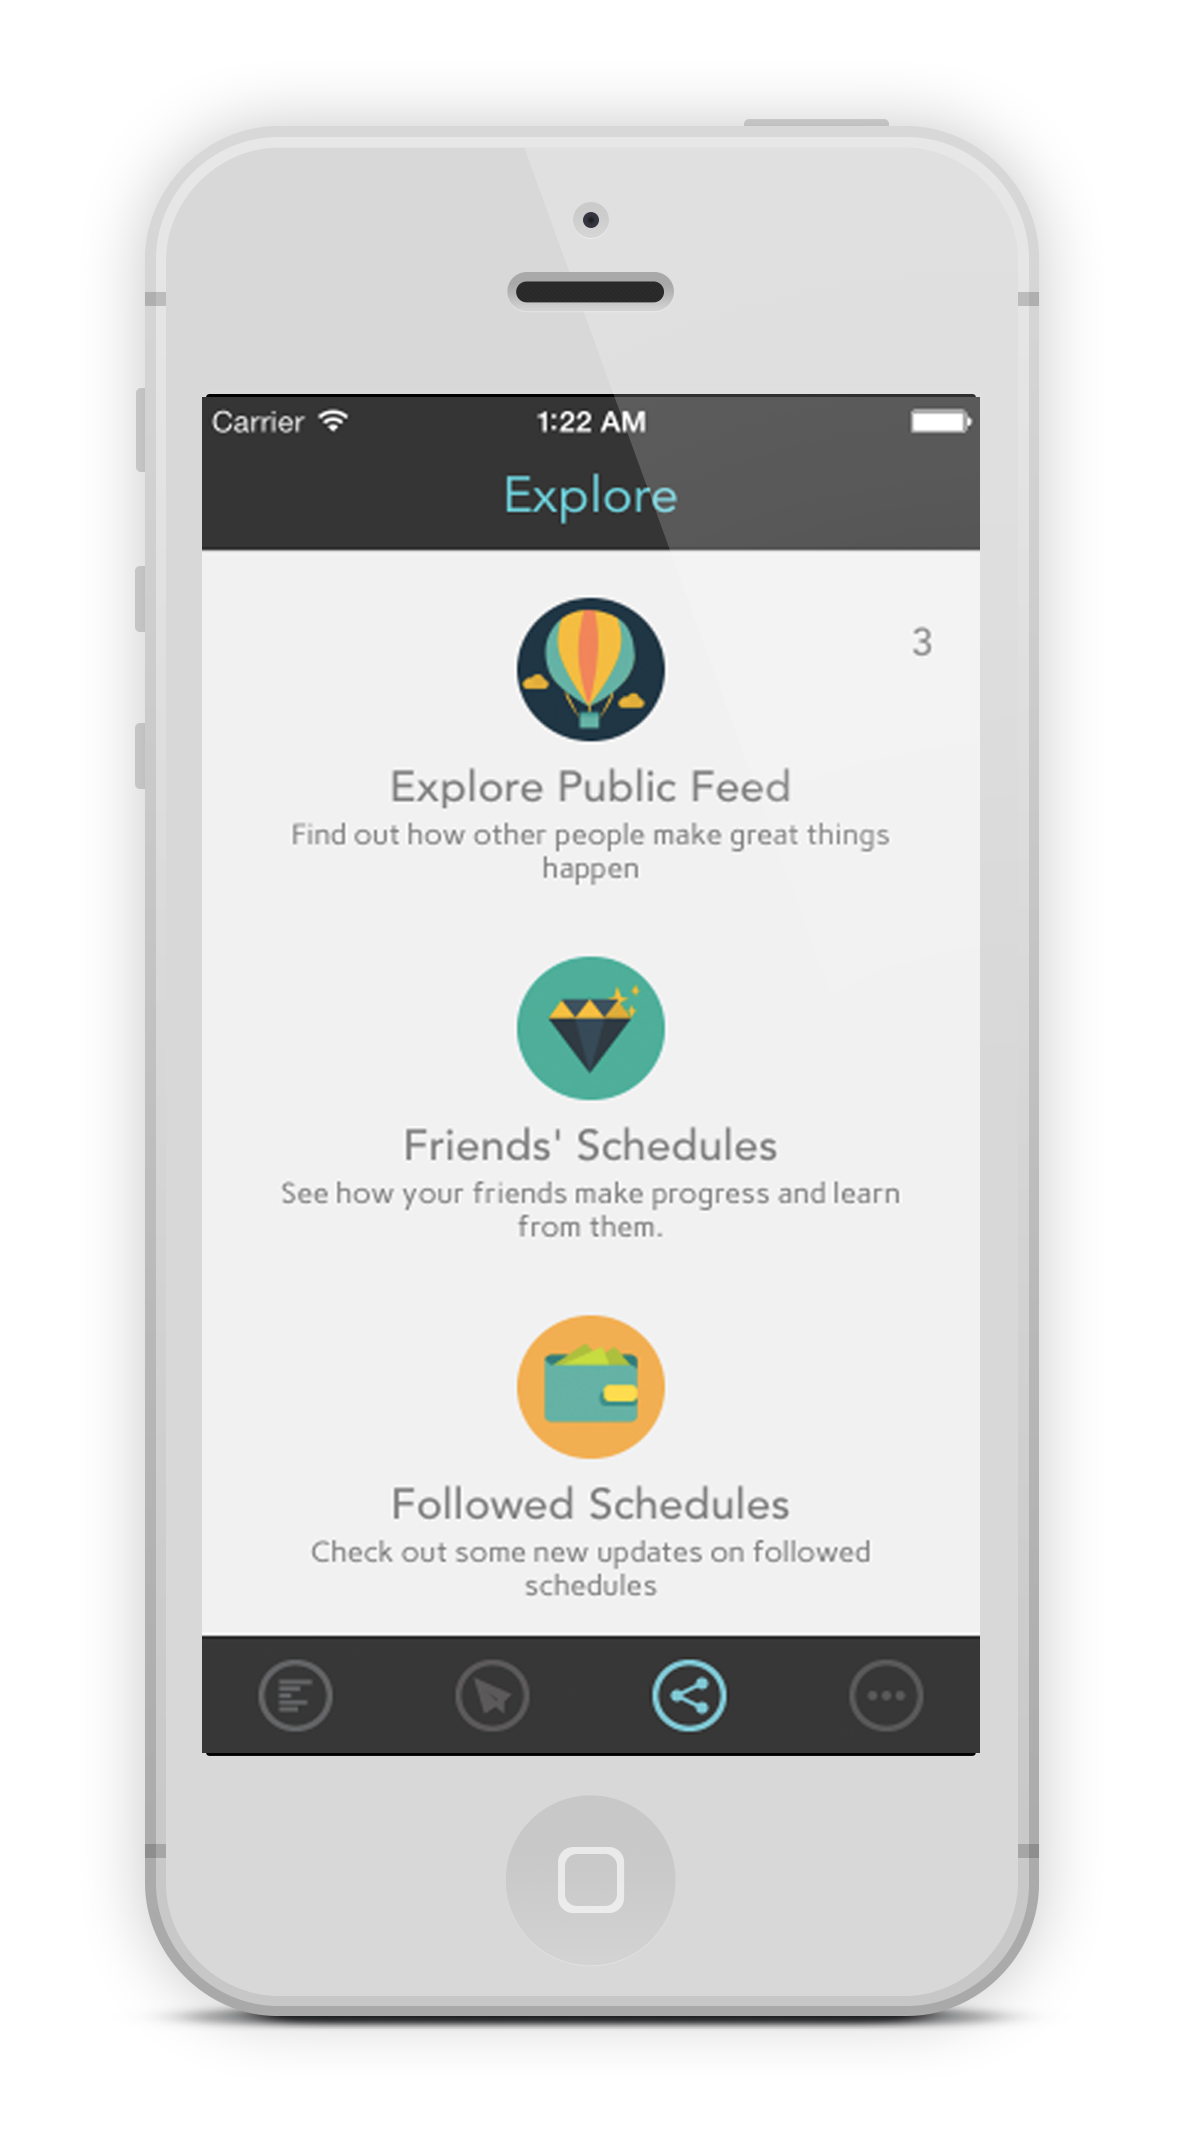 Carrier
1:22 AM
Explore
3
Explore Public Feed
Find out how other people make great things
happen
Friends' Schedules
See how your friends make progress and learn
from them.
Followed Schedules
Check out some new updates on followed
schedules